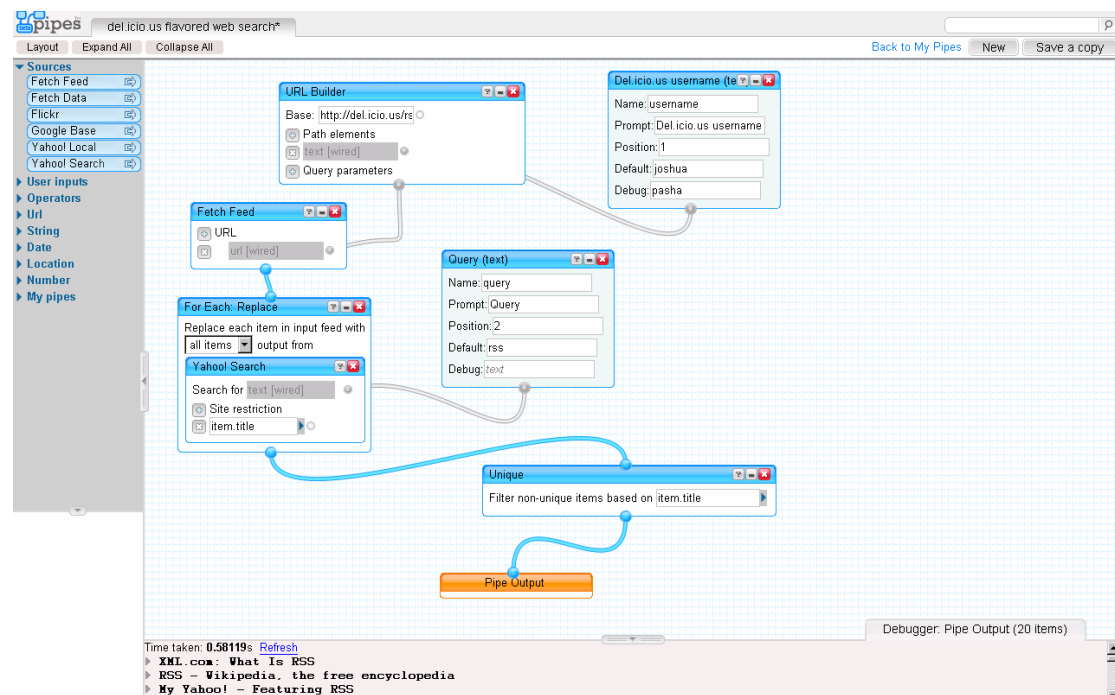 pipes
del.icio.us flavored web search*
Layout Expand All Collapse All
Back to My Pipes New Save a copy
Sources
Fetch Feed
Fetch Data
Flickr
Google Base
Yahoo! Local
Yahoo! Search
User inputs
Operators
Url
String
Date
Location
Number
My pipes
URL Builder
Base: http://del.icio.us/rs
Path elements
text [wired]
Query parameters
Del.icio.us username (te
Name: username
Prompt: Del.icio.us username
Position: 1
Default: joshua
Debug: pasha
Fetch Feed
URL
url [wired]
Query (text)
Name: query
Prompt: Query
Position: 2
Default: rss
Debug: text
For Each: Replace
Replace each item in input feed with
all items output from
Yahoo! Search
Search for text [wired]
Site restriction
item.title
Unique
Filter non-unique items based on item.title
Pipe Output
Debugger: Pipe Output (20 items)
Time taken: 0.58119s Refresh
XML.com: What Is RSS
RSS - Wikipedia, the free encyclopedia
My Yahoo! - Featuring RSS